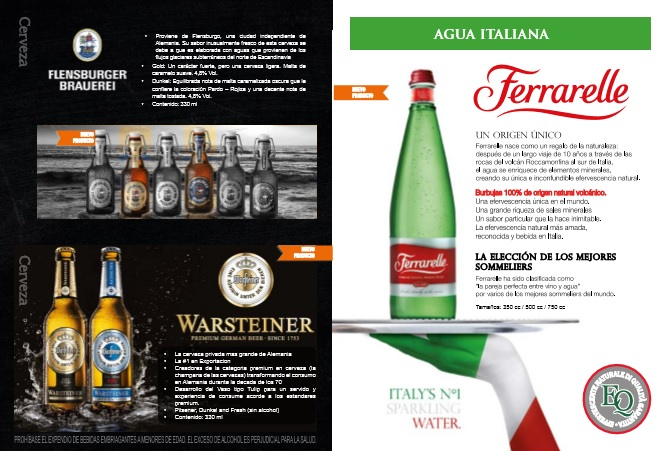 Cerveza
FLENSBURGER
BRAUEREI
• Proviene de Flensburgo, una ciudad independiente de
Alemania. Su sabor inusualmente fresco de esta cerveza se
debe a que es elaborada con aguas que provienen de los
flujos glaciares subterráneos del norte de Escandinavia
• Gold: Un carácter fuerte, pero una cerveza ligera. Malta de
caramelo suave. 4,8% Vol.
• Dunkel: Equilibrada nota de malta caramelizada oscura que le
confiere la coloración Pardo – Rojiza y una decante nota de
malta tostada. 4,8% Vol.
• Contenido: 330 ml
NUEVO
PRODUCTO
Cerveza
NUEVO
PRODUCTO
Warsteiner
WARSTEINER
PREMIUM GERMAN BEER · SINCE 1753
• La cerveza privada mas grande de Alemania
• La #1 en Exportacion
• Creadores de la categoria premium en cerveza (la
champaña de las cervezas) transformando el consumo
en Alemania durante la decada de los 70
• Desarrollo del Vaso tipo Tulip para un servido y
experiencia de consumo acorde a los estandares
premium
• Pilsener, Dunkel and Fresh (sin alcohol)
• Contenido: 330 ml
PROHÍBASE EL EXPENDIO DE BEBIDAS EMBRIAGANTES A MENORES DE EDAD. EL EXCESO DE ALCOHOL ES PERJUDICIAL PARA LA SALUD.
AGUA ITALIANA
NUEVO
PRODUCTO
Ferrarelle
UN ORIGEN ÚNICO
Ferrarelle nace como un regalo de la naturaleza:
después de un largo viaje de 10 años a través de las
rocas del volcán Roccamonfina al sur de Italia,
el agua se enriquece de elementos minerales,
creando su única e inconfundible efervescencia natural.
Burbujas 100% de origen natural volcánico.
Una efervescencia única en el mundo.
Una grande riqueza de sales minerales
Un sabor particular que la hace inimitable.
La efervescencia natural más amada,
reconocida y bebida en Italia.
LA ELECCIÓN DE LOS MEJORES
SOMMELIERS
Ferrarelle ha sido clasificada como
"la pareja perfecta entre vino y agua"
por varios de los mejores sommeliers del mundo.
Tamaños: 350 cc / 500 cc / 750 cc
Ferrarelle
ITALY'S Nº1
SPARKLING
WATER.
EQ